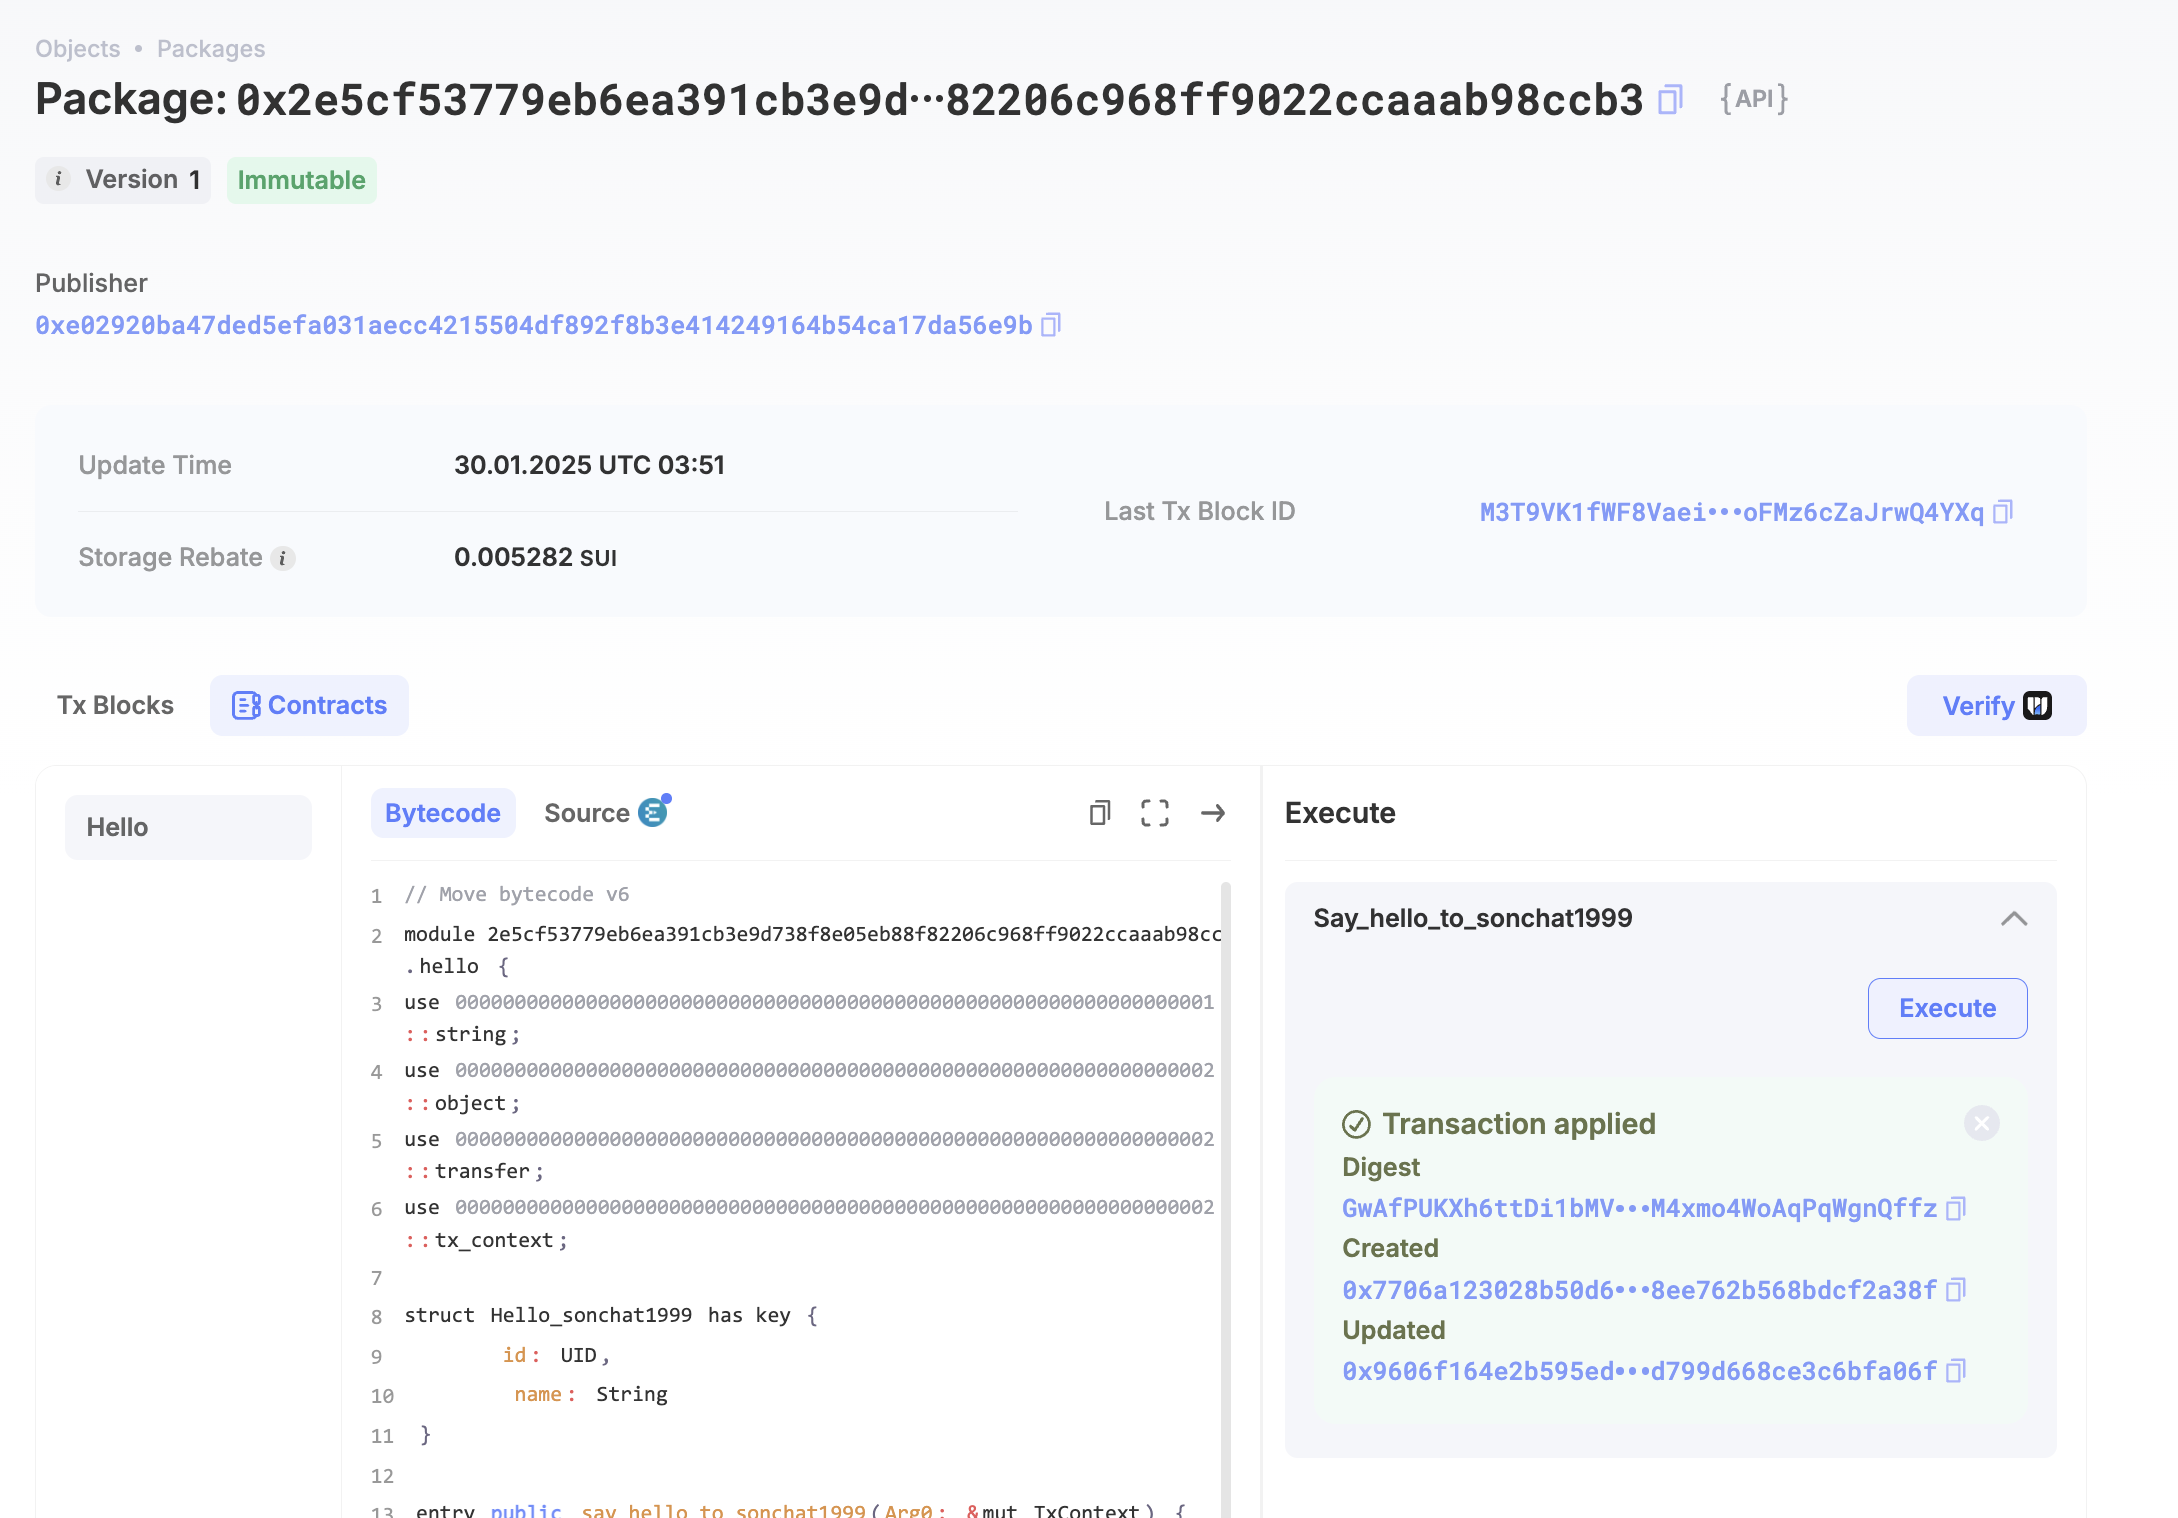 Objects • Packages
Package: 0x2e5cf53779eb6ea391cb3e9d···82206c968ff9022ccaaab98ccb3 {API}
i Version 1 Immutable
Publisher
0xe02920ba47ded5efa031aecc4215504df892f8b3e414249164b54ca17da56e9b
Update Time 30.01.2025 UTC 03:51
Last Tx Block ID M3T9VK1fWF8Vaei···oFMz6cZaJrwQ4YXq
Storage Rebate i 0.005282 SUI
Tx Blocks Contracts Verify
Hello
Bytecode Source
1 // Move bytecode v6
2 module 2e5cf53779eb6ea391cb3e9d738f8e05eb88f82206c968ff9022ccaaab98cc
.hello {
3 use 0000000000000000000000000000000000000000000000000000000000000001
::string;
4 use 0000000000000000000000000000000000000000000000000000000000000002
::object;
5 use 0000000000000000000000000000000000000000000000000000000000000002
::transfer;
6 use 0000000000000000000000000000000000000000000000000000000000000002
::tx_context;
7
8 struct Hello_sonchat1999 has key {
9 id: UID,
10 name: String
11 }
12
13 entry public say_hello_to_sonchat1999(Arg0: &mut TxContext) {
Execute
Say_hello_to_sonchat1999
Execute
Transaction applied
Digest
GwAfPUKXh6ttDi1bMV···M4xmo4WoAqPqWgnQffz
Created
0x7706a123028b50d6···8ee762b568bdcf2a38f
Updated
0x9606f164e2b595ed···d799d668ce3c6bfa06f